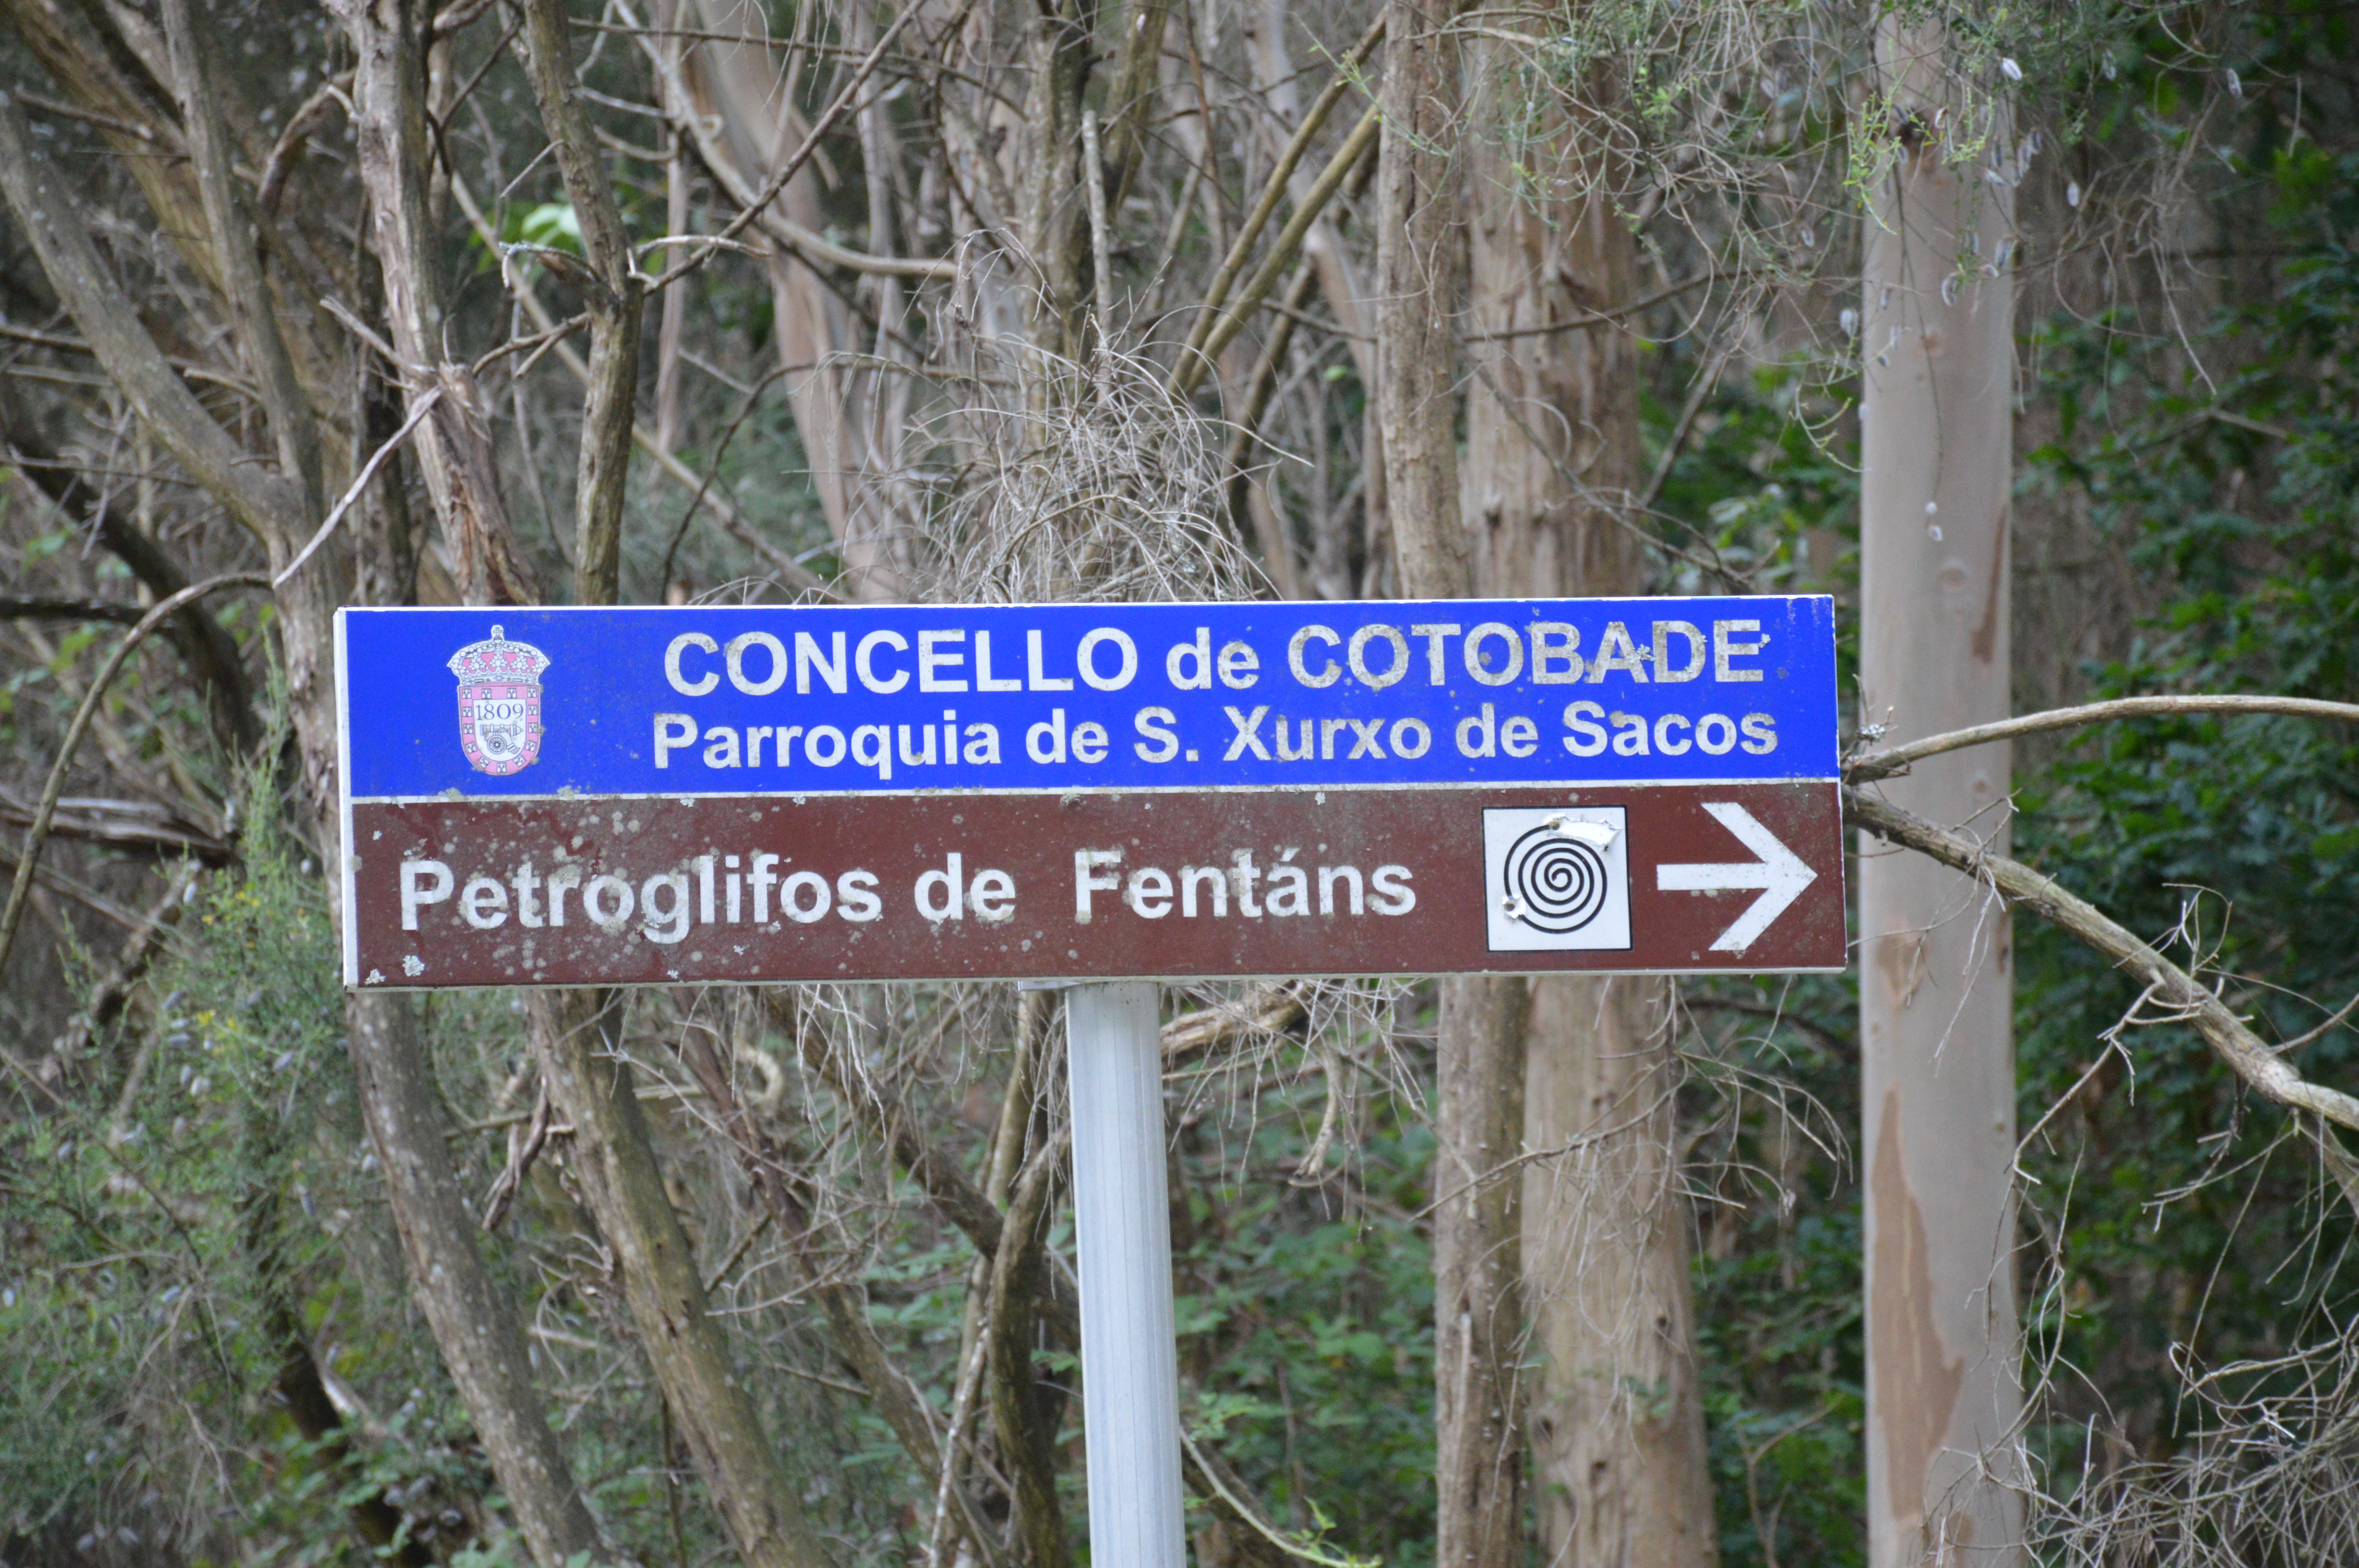 CONCELLO de COTOBADE
Parroquia de S. Xurxo de Sacos
1809
Petroglifos de Fentáns